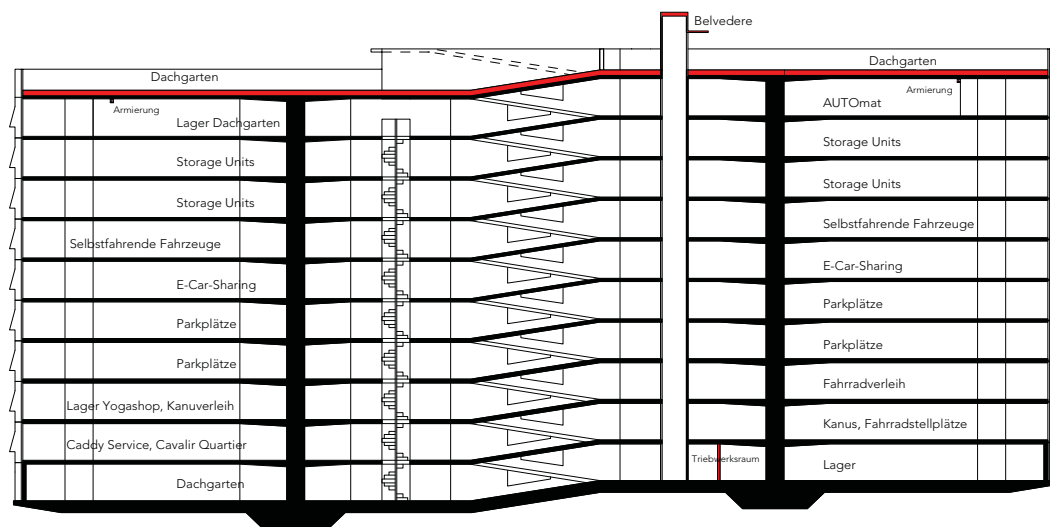 Belvedere
Dachgarten
Dachgarten
Armierung
Armierung
AUTOmat
Lager Dachgarten
Storage Units
Storage Units
Storage Units
Storage Units
Selbstfahrende Fahrzeuge
Selbstfahrende Fahrzeuge
E-Car-Sharing
E-Car-Sharing
Parkplätze
Parkplätze
Parkplätze
Parkplätze
Fahrradverleih
Lager Yogashop, Kanuverleih
Kanus, Fahrradstellplätze
Caddy Service, Cavalir Quartier
Triebwerksraum
Lager
Dachgarten